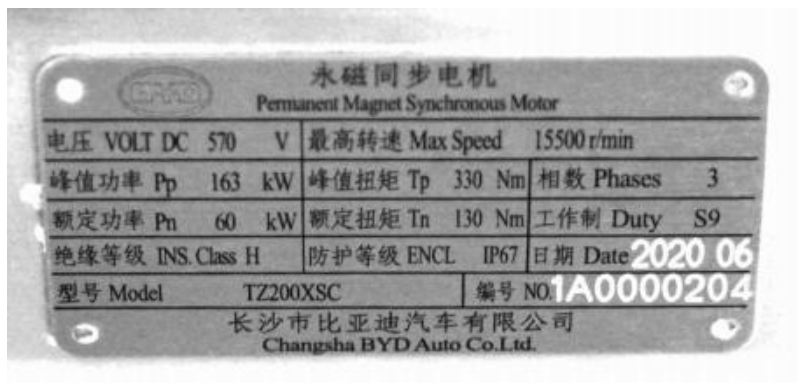 永磁同步电机
Permanent Magnet Synchronous Motor
电压 VOLT DC 570 V 最高转速 Max Speed 15500 r/min
峰值功率 Pp 163 kW 峰值扭矩 Tp 330 Nm 相数 Phases 3
额定功率 Pn 60 kW 额定扭矩 Tn 130 Nm 工作制 Duty S9
绝缘等级 INS. Class H 防护等级 ENCL IP67 日期 Date 2020 06
型号 Model TZ200XSC 编号 NO. 1A0000204
长沙市比亚迪汽车有限公司
Changsha BYD Auto Co.Ltd.